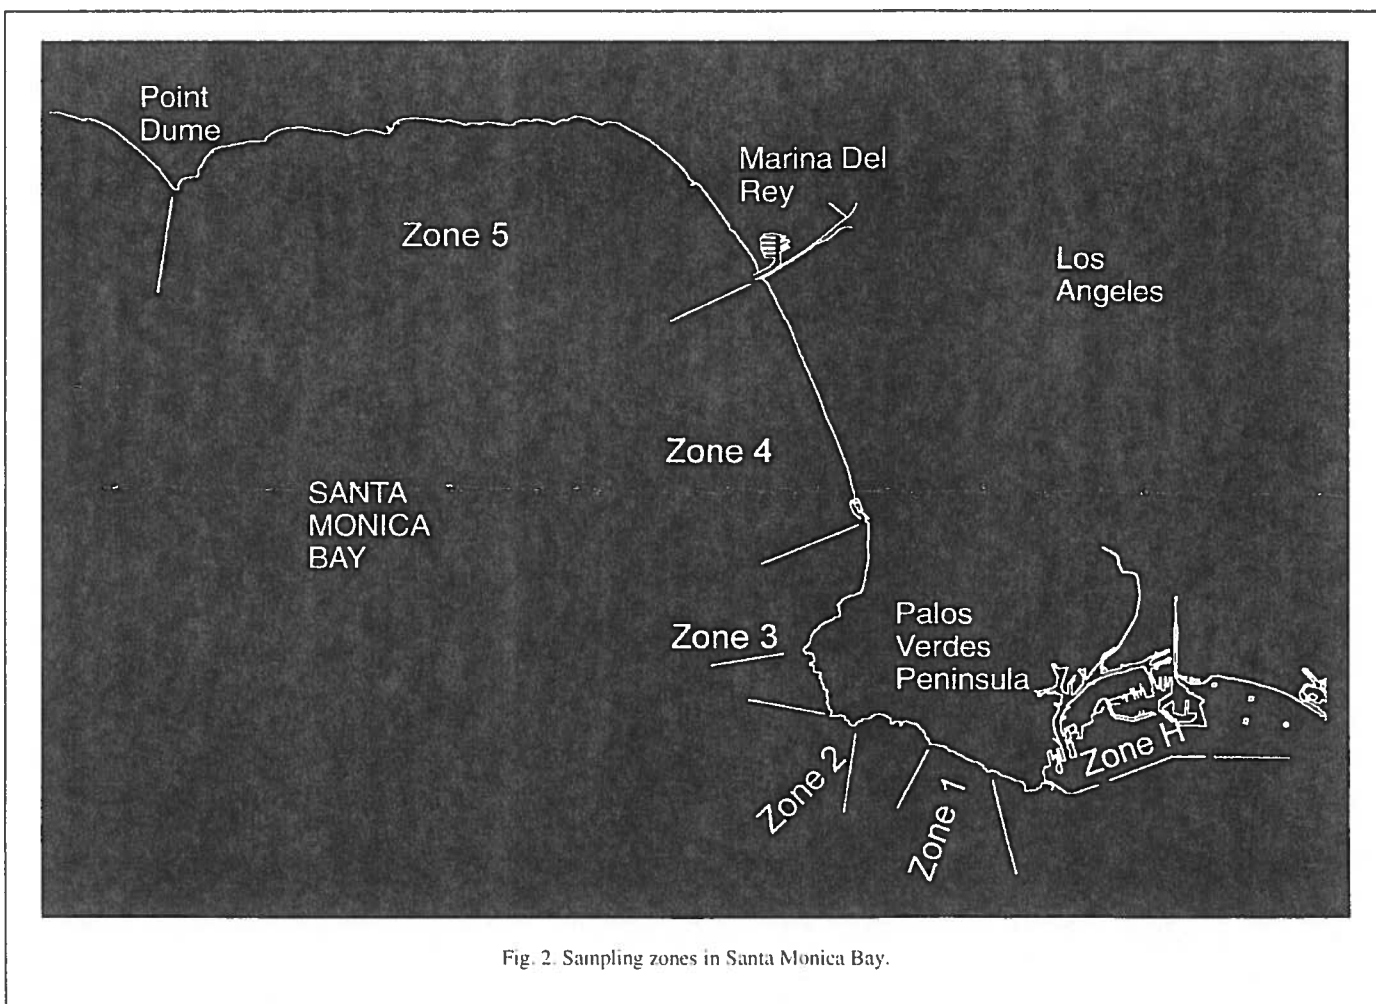 Point
Dume
Marina Del
Rey
Zone 5
Los
Angeles
Zone 4
SANTA
MONICA
BAY
Palos
Verdes
Peninsula
Zone 3
Zone H
Zone 2
Zone 1
Fig. 2. Sampling zones in Santa Monica Bay.